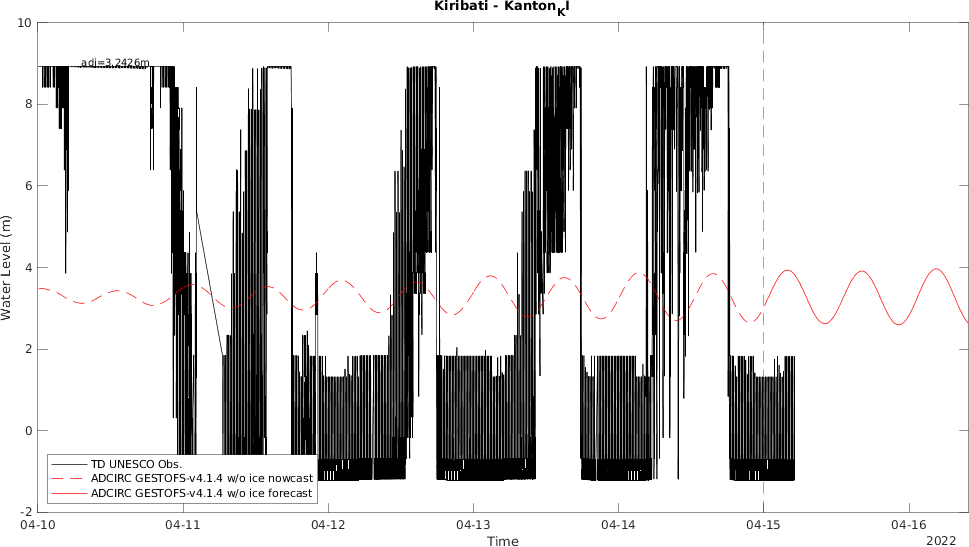 Kiribati - Kanton_KI
10
adj=3.2426m
8
6
4
2
0
-2
Water Level (m)
TD UNESCO Obs.
ADCIRC GESTOFS-v4.1.4 w/o ice nowcast
ADCIRC GESTOFS-v4.1.4 w/o ice forecast
04-10 04-11 04-12 04-13 04-14 04-15 04-16
Time
2022